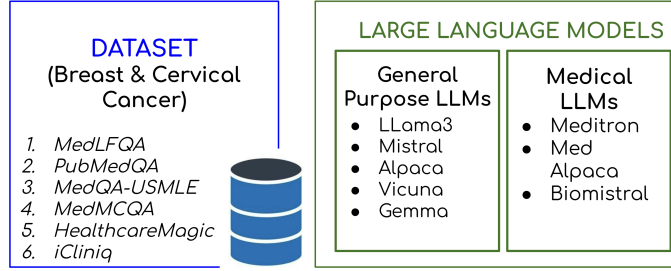 DATASET
(Breast & Cervical
Cancer)
1. MedLFQA
2. PubMedQA
3. MedQA-USMLE
4. MedMCQA
5. HealthcareMagic
6. iCliniq
LARGE LANGUAGE MODELS
General
Purpose LLMs
● LLama3
● Mistral
● Alpaca
● Vicuna
● Gemma
Medical
LLMs
● Meditron
● Med
Alpaca
● Biomistral